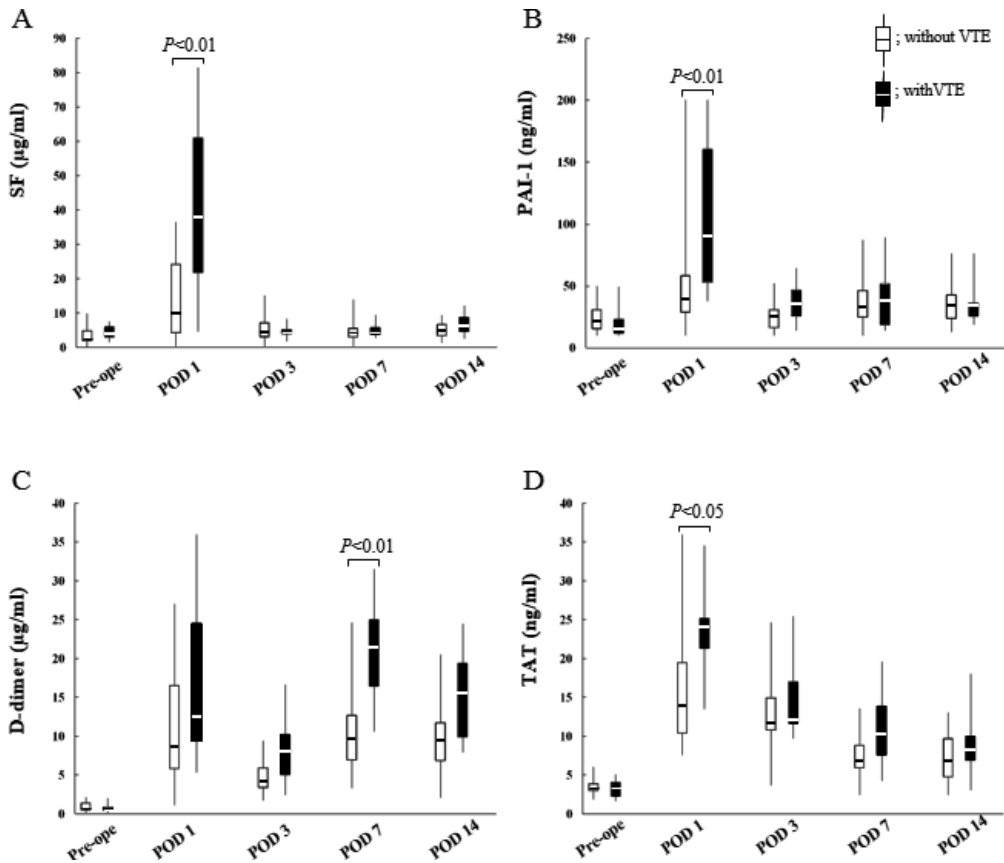 A
SF (µg/ml)
90
80
70
60
50
40
30
20
10
0
P<0.01
Pre-ope
POD 1
POD 3
POD 7
POD 14
B
PAI-1 (ng/ml)
250
200
150
100
50
0
P<0.01
; without VTE
; withVTE
Pre-ope
POD 1
POD 3
POD 7
POD 14
C
D-dimer (µg/ml)
40
35
30
25
20
15
10
5
0
P<0.01
Pre-ope
POD 1
POD 3
POD 7
POD 14
D
TAT (ng/ml)
40
35
30
25
20
15
10
5
0
P<0.05
Pre-ope
POD 1
POD 3
POD 7
POD 14